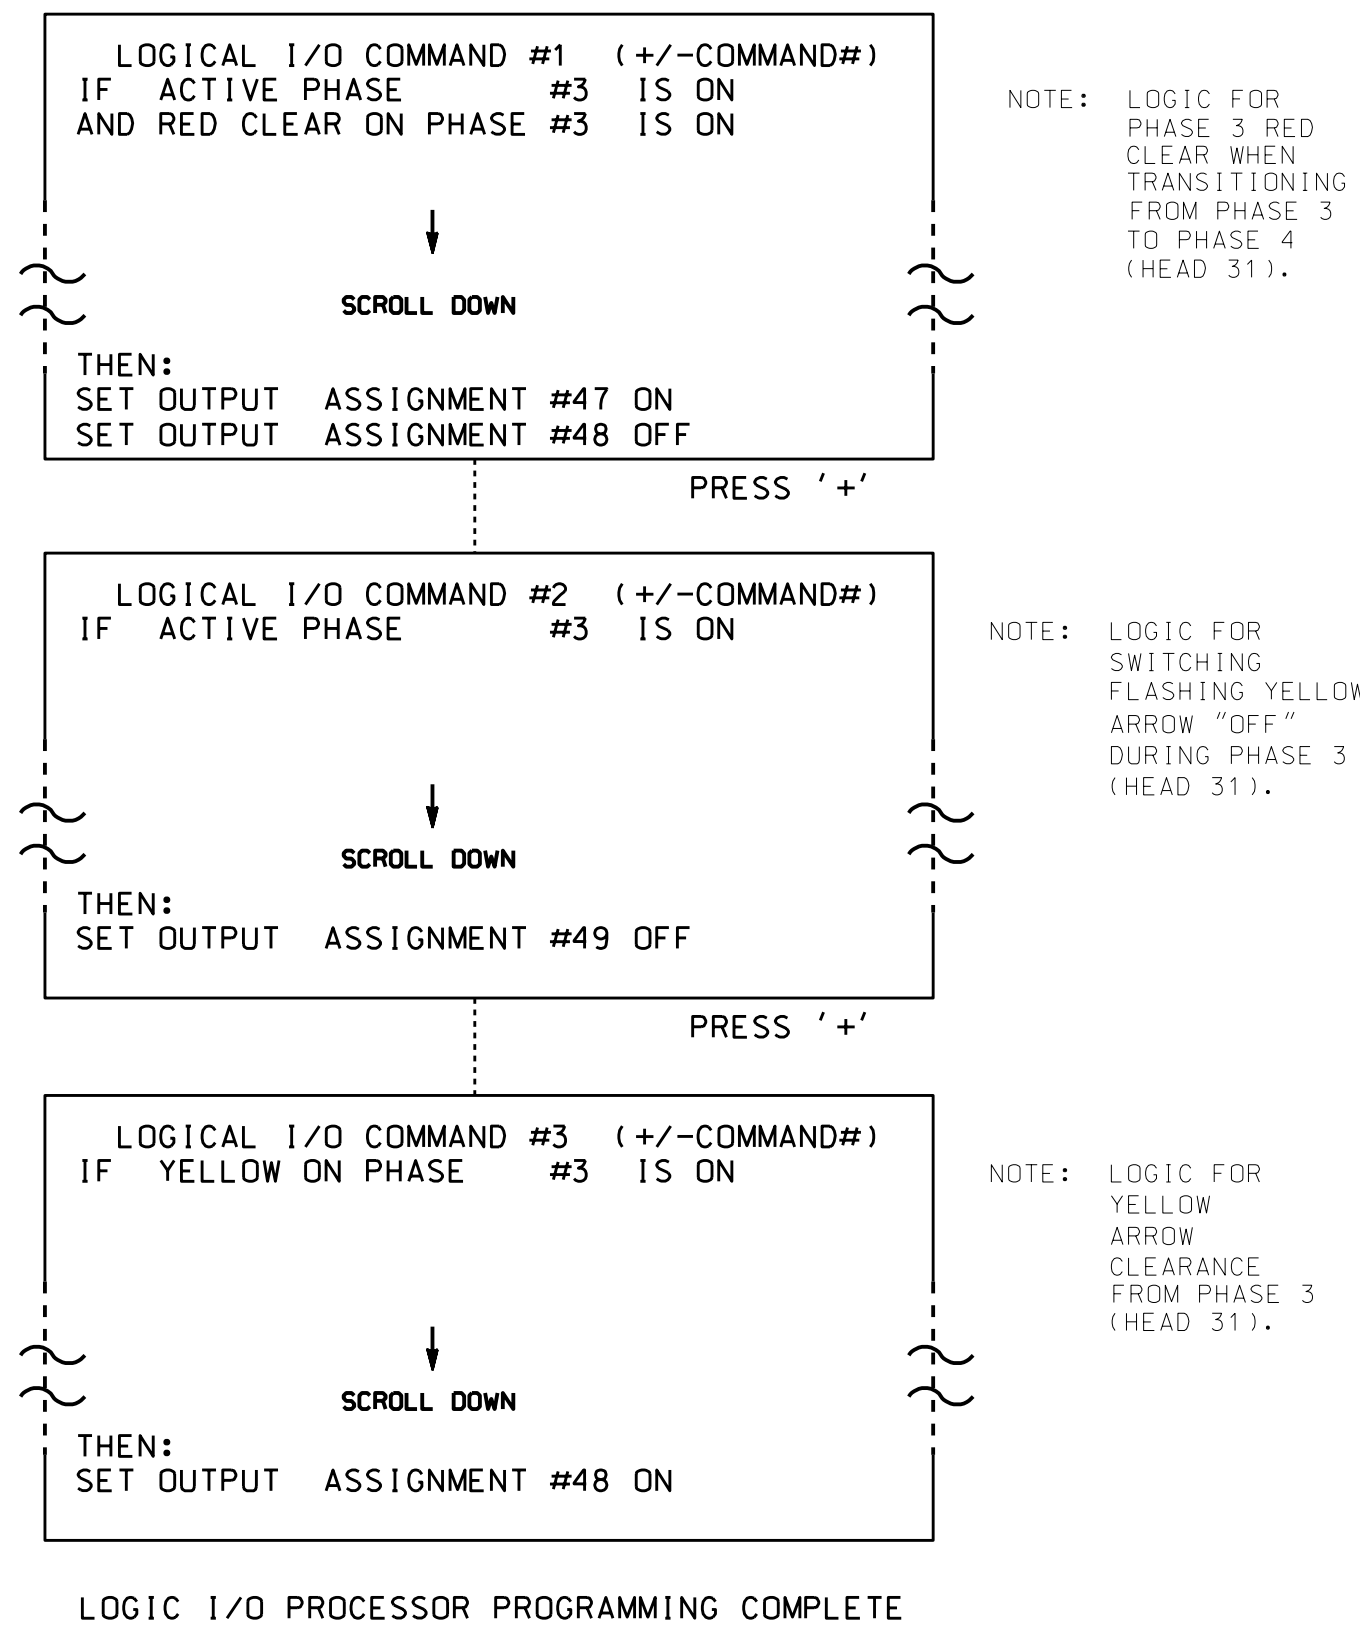 LOGICAL I/O COMMAND #1 (+/-COMMAND#)
IF ACTIVE PHASE #3 IS ON
AND RED CLEAR ON PHASE #3 IS ON
SCROLL DOWN
THEN:
SET OUTPUT ASSIGNMENT #47 ON
SET OUTPUT ASSIGNMENT #48 OFF
NOTE: LOGIC FOR
PHASE 3 RED
CLEAR WHEN
TRANSITIONING
FROM PHASE 3
TO PHASE 4
(HEAD 31).
PRESS '+'
LOGICAL I/O COMMAND #2 (+/-COMMAND#)
IF ACTIVE PHASE #3 IS ON
SCROLL DOWN
THEN:
SET OUTPUT ASSIGNMENT #49 OFF
NOTE: LOGIC FOR
SWITCHING
FLASHING YELLOW
ARROW "OFF"
DURING PHASE 3
(HEAD 31).
PRESS '+'
LOGICAL I/O COMMAND #3 (+/-COMMAND#)
IF YELLOW ON PHASE #3 IS ON
SCROLL DOWN
THEN:
SET OUTPUT ASSIGNMENT #48 ON
NOTE: LOGIC FOR
YELLOW
ARROW
CLEARANCE
FROM PHASE 3
(HEAD 31).
LOGIC I/O PROCESSOR PROGRAMMING COMPLETE